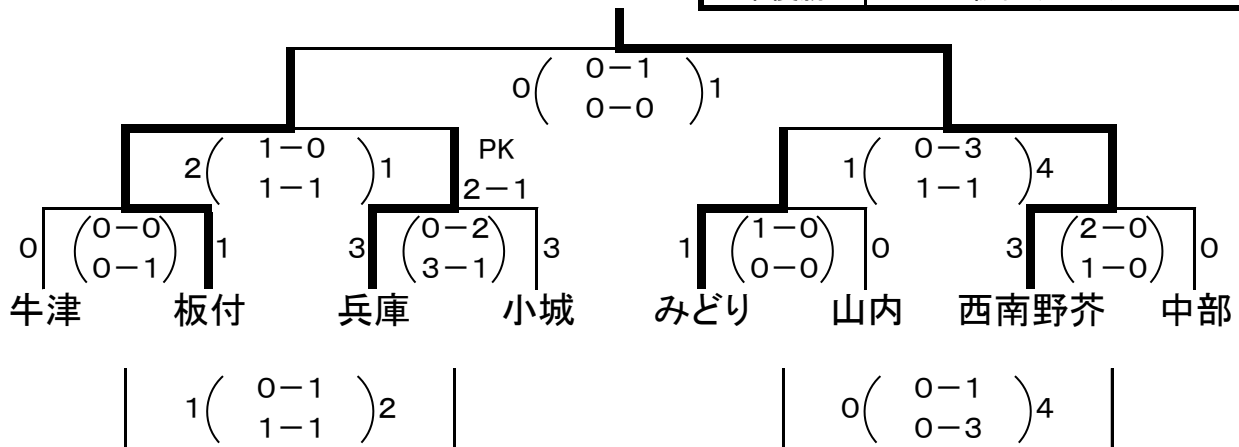 0 ( 0－1 ) 1
0－0
2 ( 1－0 ) 1 PK
1－1 2－1
1 ( 0－3 ) 4
1－1
0 ( 0－0 ) 1 3 ( 0－2 ) 3 1 ( 1－0 ) 0 3 ( 2－0 ) 0
0－1 3－1 0－0 1－0
牛津 板付 兵庫 小城 みどり 山内 西南野芥 中部
1 ( 0－1 ) 2 0 ( 0－1 ) 4
1－1 0－3